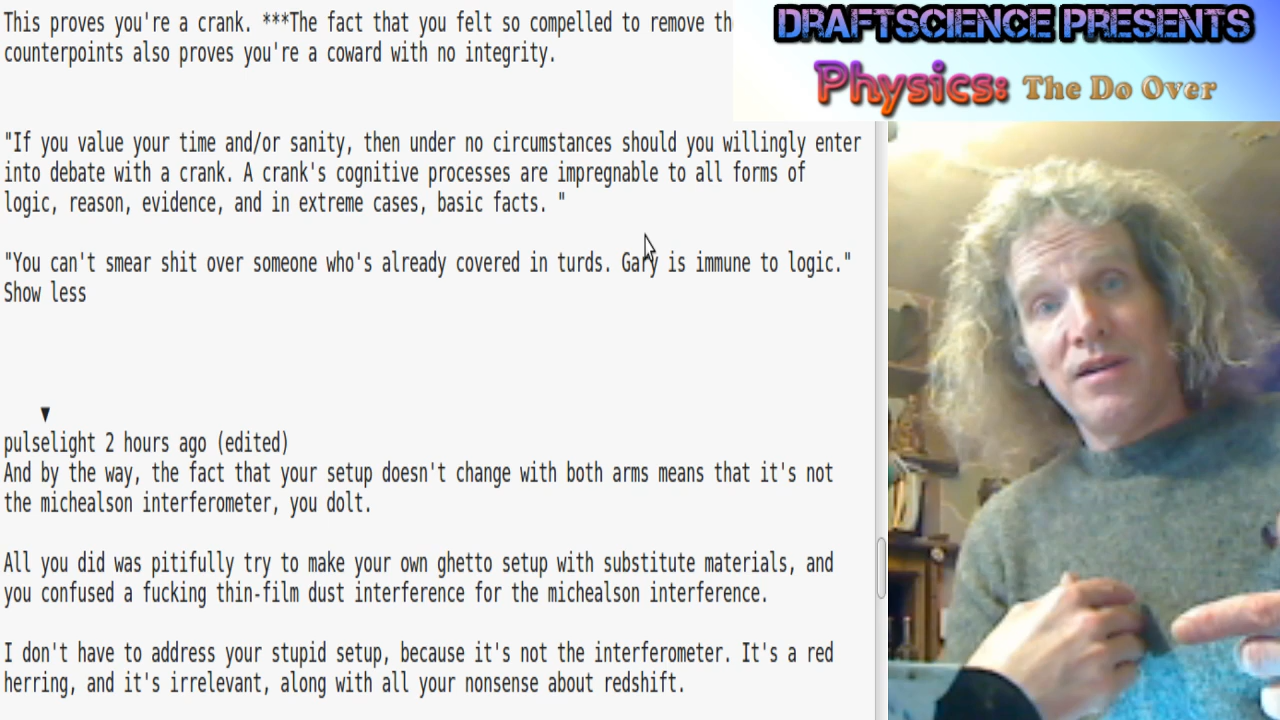 This proves you're a crank. ***The fact that you felt so compelled to remove
counterpoints also proves you're a coward with no integrity.
"If you value your time and/or sanity, then under no circumstances should you willingly enter
into debate with a crank. A crank's cognitive processes are impregnable to all forms of
logic, reason, evidence, and in extreme cases, basic facts. "
"You can't smear shit over someone who's already covered in turds. Gary is immune to logic."
Show less
pulselight 2 hours ago (edited)
And by the way, the fact that your setup doesn't change with both arms means that it's not
the michealson interferometer, you dolt.
All you did was pitifully try to make your own ghetto setup with substitute materials, and
you confused a fucking thin-film dust interference for the michealson interference.
I don't have to address your stupid setup, because it's not the interferometer. It's a red
herring, and it's irrelevant, along with all your nonsense about redshift.
DRAFTSCIENCE PRESENTS
Physics: The Do Over